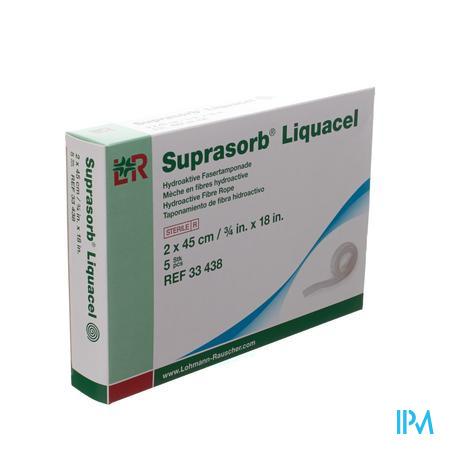 L&R
Suprasorb® Liquacel
Hydroaktive Fasertamponade
Mèche en fibres hydroactive
Hydroactive Fibre Rope
Taponamiento de fibra hidroactivo
STERILE R
2 x 45 cm / ¾ in. x 18 in.
5 Stk pcs
REF 33 438
www.Lohmann-Rauscher.com
Suprasorb® Liquacel
2 x 45 cm / ¾ in. x 18 in.
5 Stk pcs REF 33 438
IPM